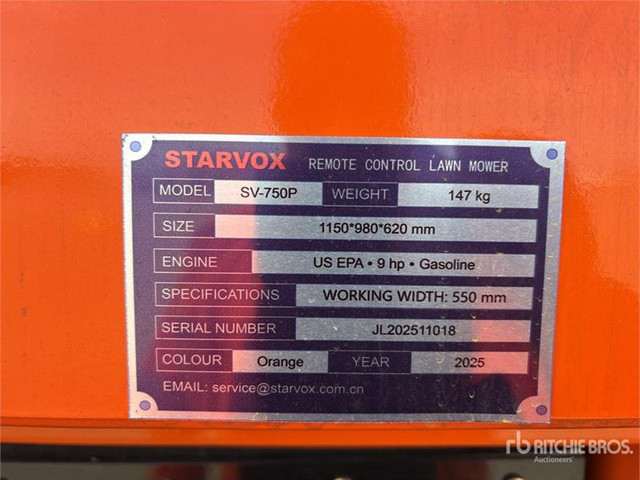 STARVOX REMOTE CONTROL LAWN MOWER
MODEL SV-750P WEIGHT 147 kg
SIZE 1150*980*620 mm
ENGINE US EPA • 9 hp • Gasoline
SPECIFICATIONS WORKING WIDTH: 550 mm
SERIAL NUMBER JL202511018
COLOUR Orange YEAR 2025
EMAIL: service@starvox.com.cn
rb RITCHIE BROS.
Auctioneers